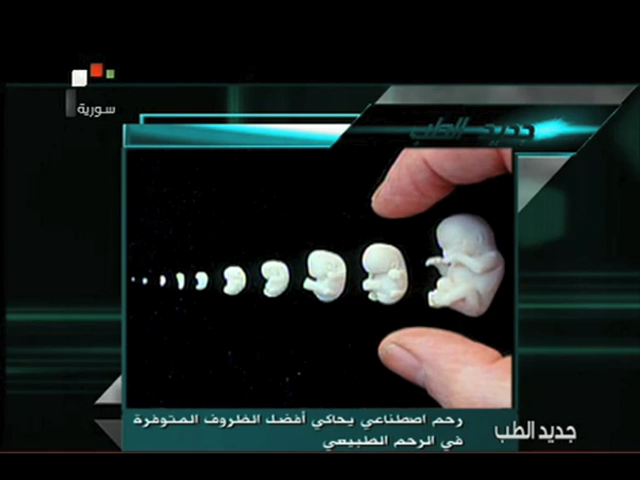 سورية
جديد الطب
رحم اصطناعي يحاكي أفضل الظروف المتوفرة
في الرحم الطبيعي
جديد الطب